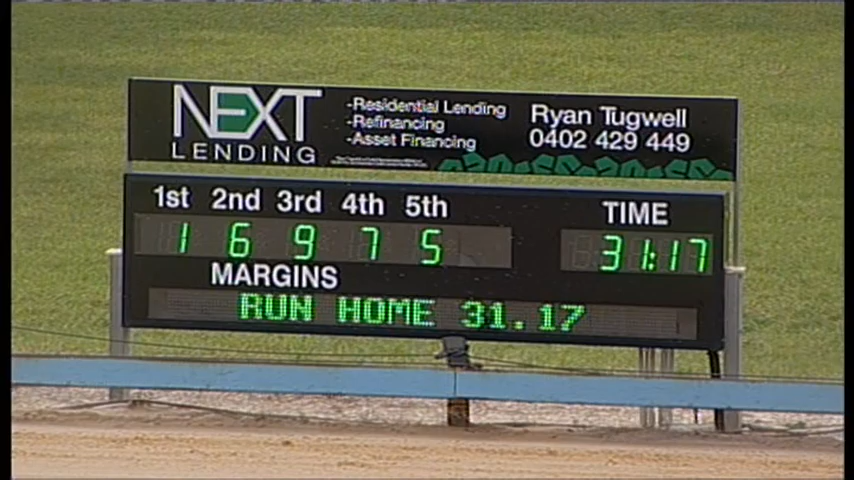 NEXT
LENDING
-Residential Lending
-Refinancing
-Asset Financing
Ryan Tugwell
0402 429 449
1st 2nd 3rd 4th 5th TIME
1 6 9 7 5 31:17
MARGINS
RUN HOME 31.17